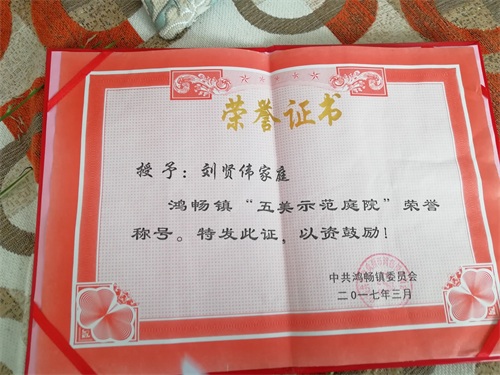 荣誉证书
授予：刘贤伟家庭
鸿畅镇“五美示范庭院”荣誉
称号。特发此证，以资鼓励！
中共鸿畅镇委员会
二〇一七年三月